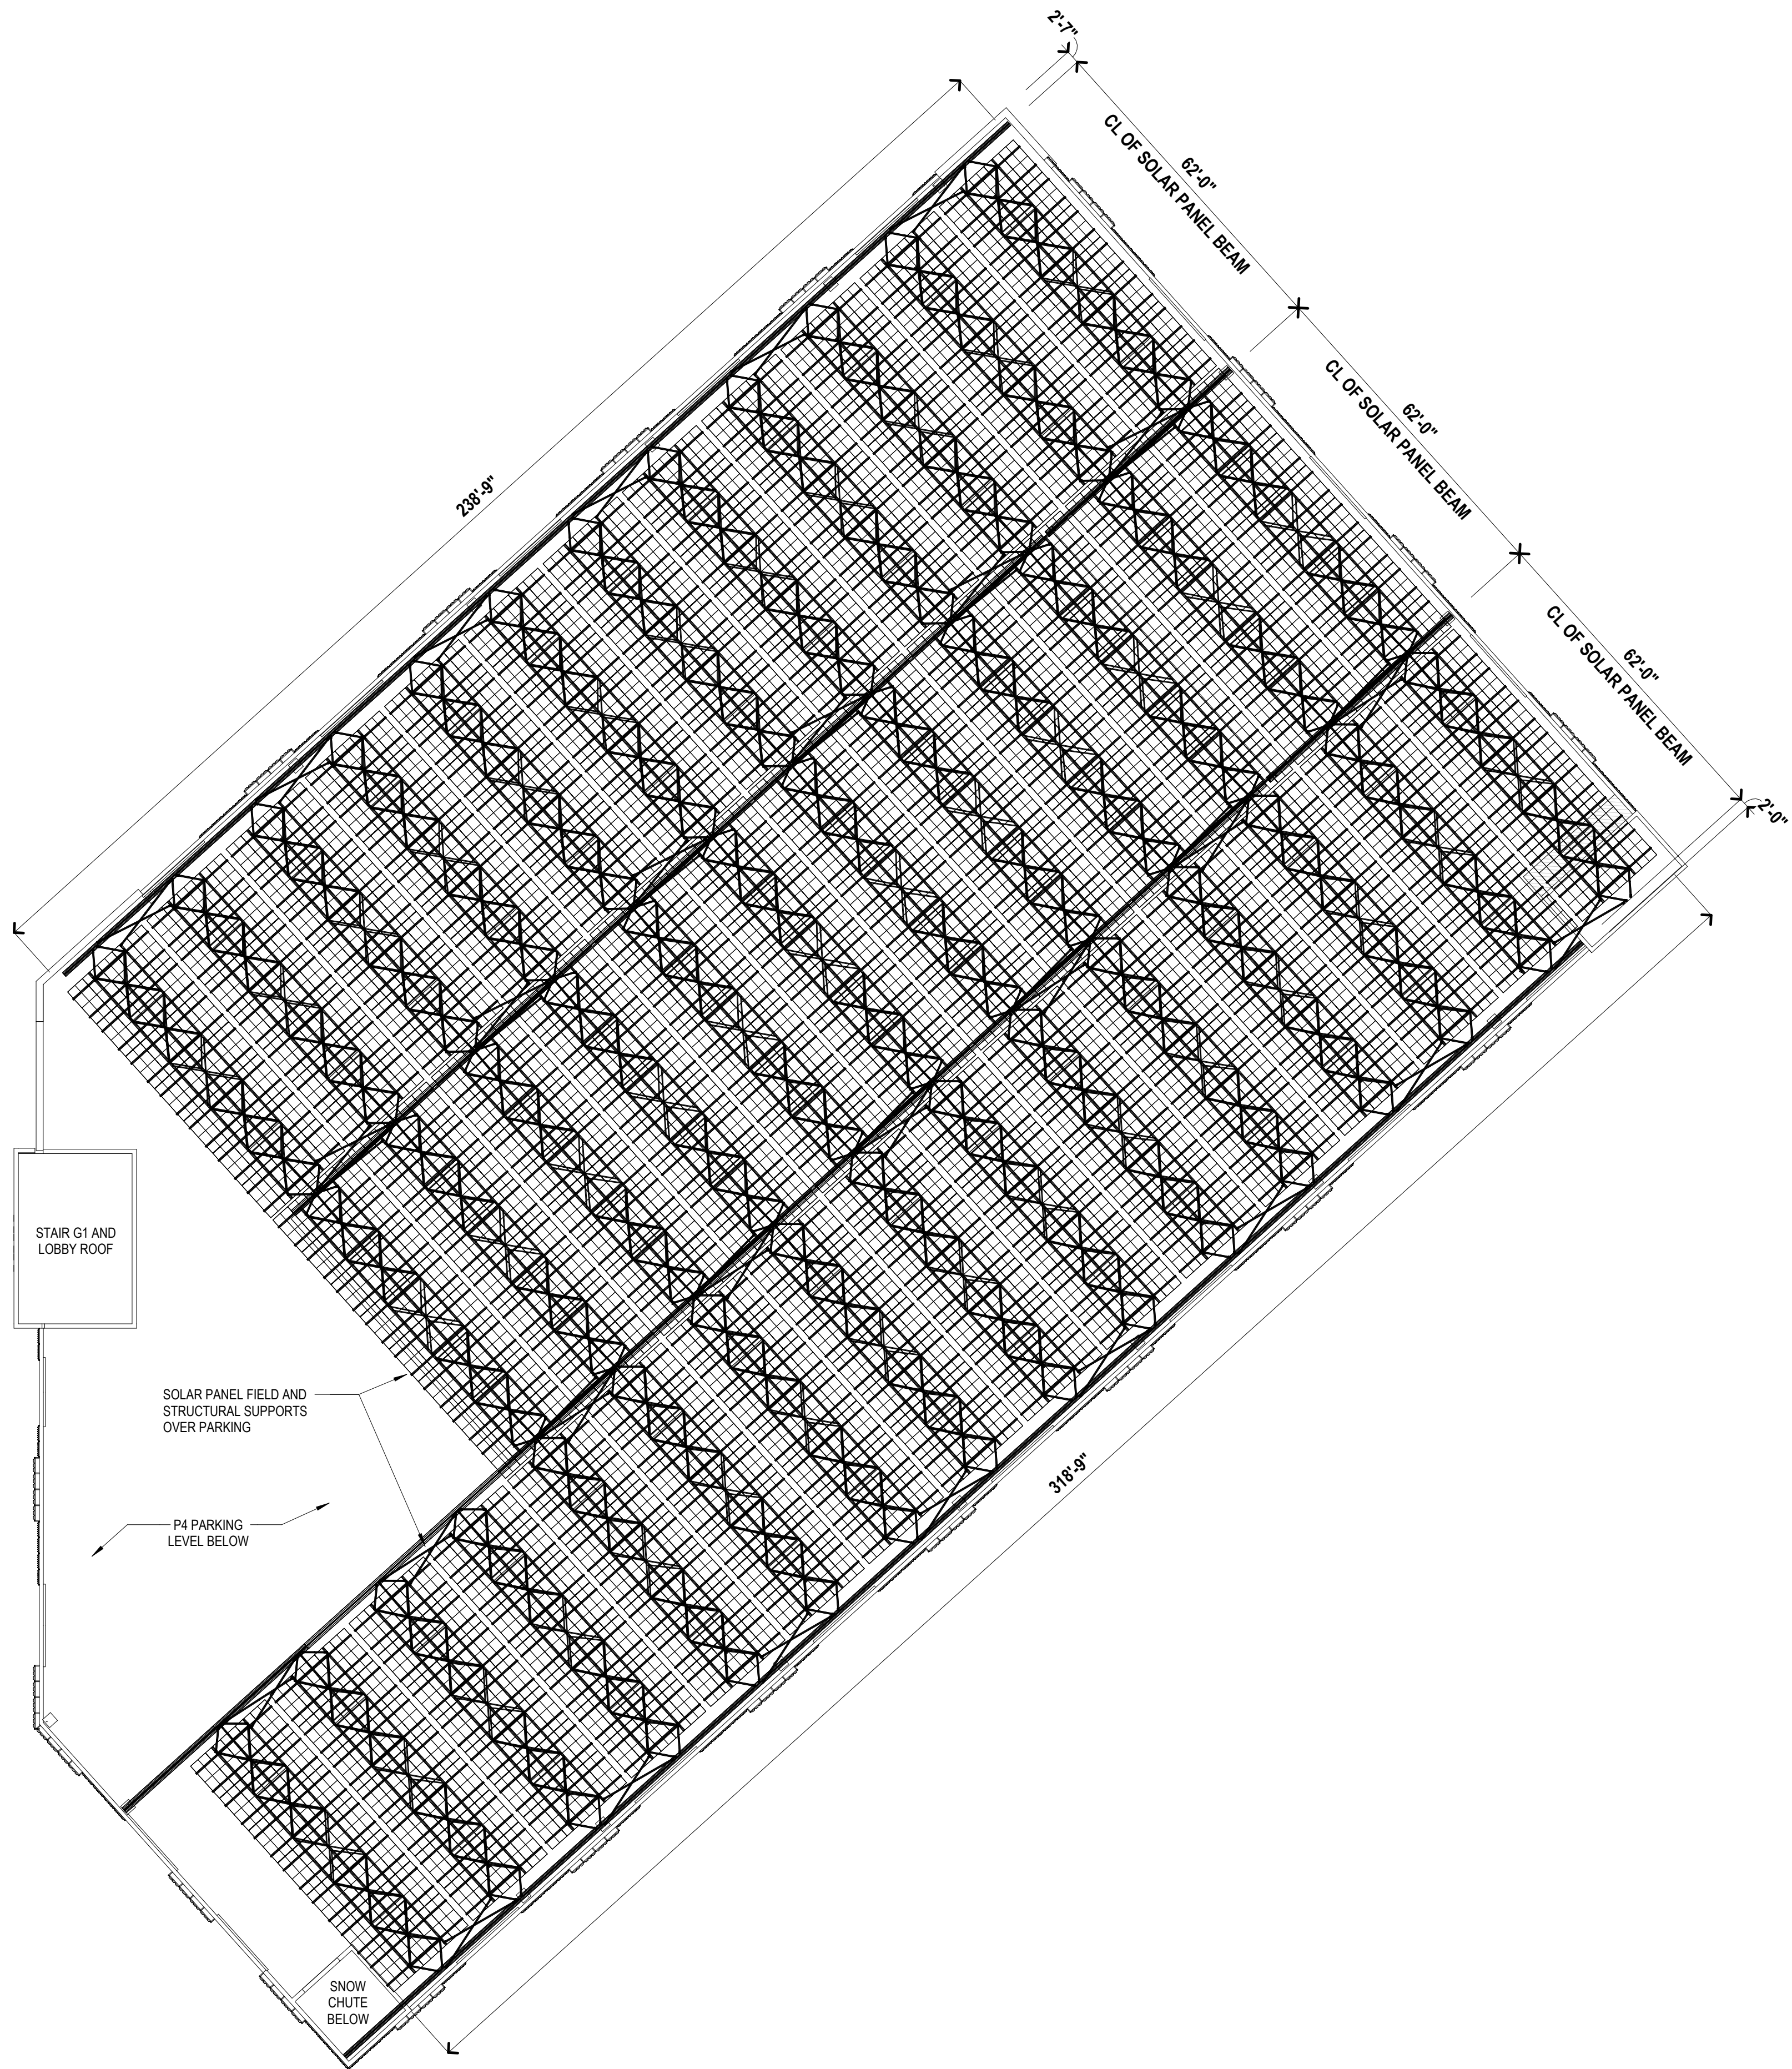 2'-7"
62'-0"
CL OF SOLAR PANEL BEAM
62'-0"
CL OF SOLAR PANEL BEAM
62'-0"
CL OF SOLAR PANEL BEAM
2'-0"
238'-9"
STAIR G1 AND
LOBBY ROOF
SOLAR PANEL FIELD AND
STRUCTURAL SUPPORTS
OVER PARKING
P4 PARKING
LEVEL BELOW
318'-9"
SNOW
CHUTE
BELOW